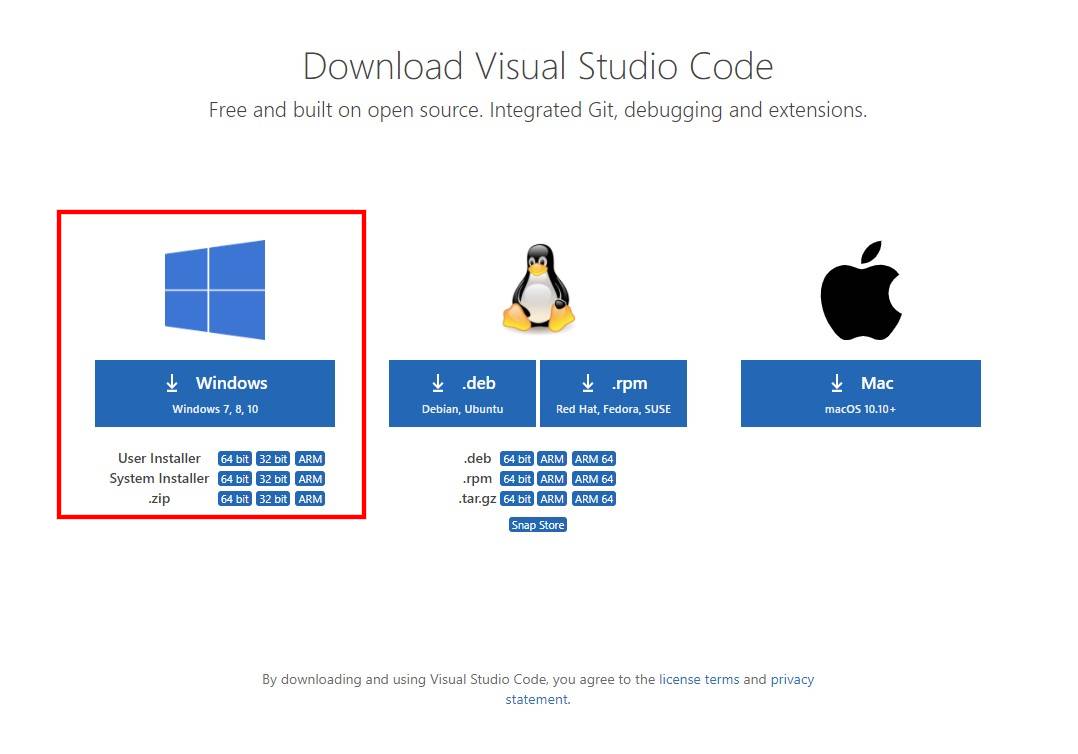 Download Visual Studio Code
Free and built on open source. Integrated Git, debugging and extensions.
Windows
Windows 7, 8, 10
User Installer 64 bit 32 bit ARM
System Installer 64 bit 32 bit ARM
.zip 64 bit 32 bit ARM
.deb
Debian, Ubuntu
.rpm
Red Hat, Fedora, SUSE
.deb 64 bit ARM ARM 64
.rpm 64 bit ARM ARM 64
.tar.gz 64 bit ARM ARM 64
Snap Store
Mac
macOS 10.10+
By downloading and using Visual Studio Code, you agree to the license terms and privacy
statement.